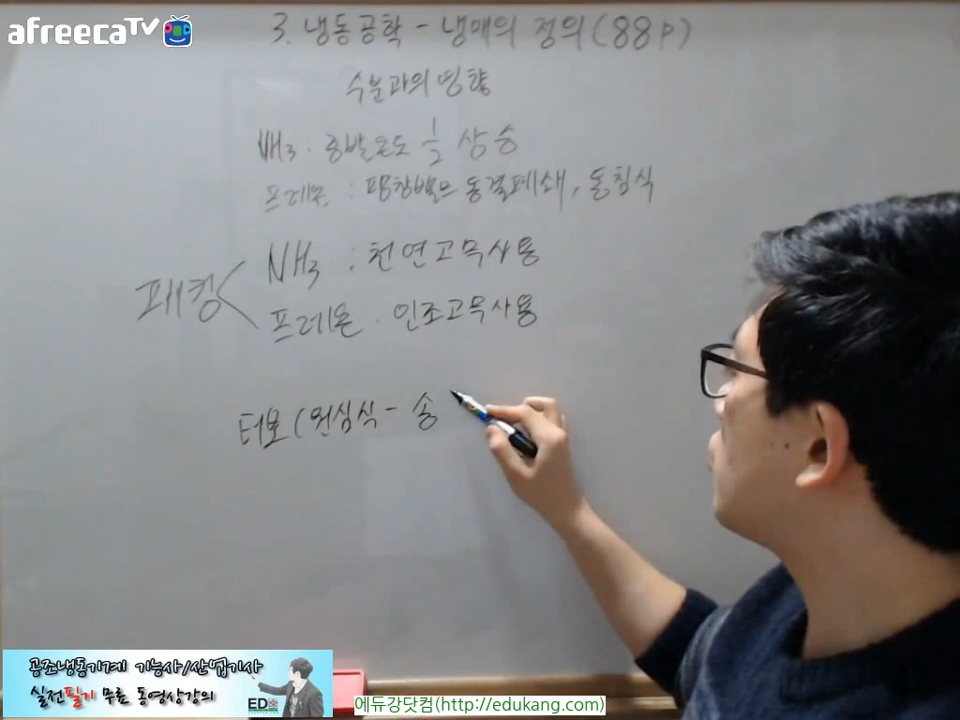 afreecaTV
3. 냉동공학 - 냉매의 정의 (88P)
수분과의 영향
NH3 . 증발온도 1/2 상승
프레온 : 팽창밸브 동결폐쇄, 동침식
패킹 < NH3 : 천연고무사용
프레온 . 인조고무사용
터보 (원심식 - 송
공조냉동기계 기능사/산업기사
실전필기 무료 동영상강의
ED
에듀강닷컴(http://edukang.com)